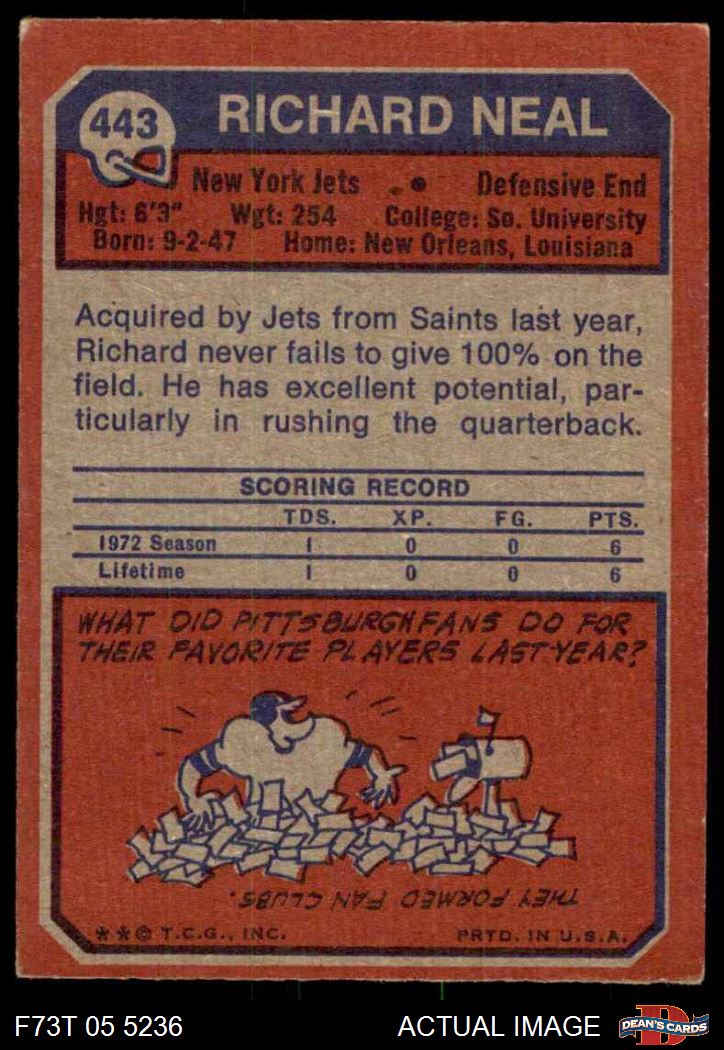 443
RICHARD NEAL
New York Jets • Defensive End
Hgt: 6'3" Wgt: 254 College: So. University
Born: 9-2-47 Home: New Orleans, Louisiana
Acquired by Jets from Saints last year,
Richard never fails to give 100% on the
field. He has excellent potential, par-
ticularly in rushing the quarterback.
SCORING RECORD
TDS. XP. FG. PTS.
1972 Season 1 0 0 6
Lifetime 1 0 0 6
WHAT DID PITTSBURGH FANS DO FOR
THEIR FAVORITE PLAYERS LAST YEAR?
THEY FORMED FAN CLUBS.
**© T.C.G., INC. PRTD. IN U.S.A.
F73T 05 5236 ACTUAL IMAGE
D
DEAN'S CARDS